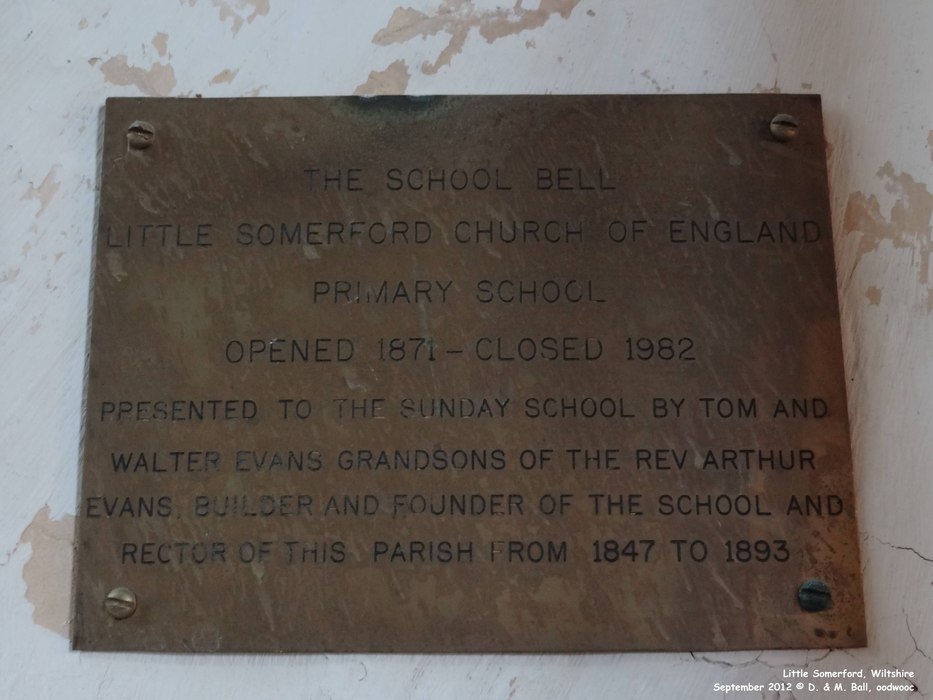 THE SCHOOL BELL
LITTLE SOMERFORD CHURCH OF ENGLAND
PRIMARY SCHOOL
OPENED 1871 – CLOSED 1982
PRESENTED TO THE SUNDAY SCHOOL BY TOM AND
WALTER EVANS GRANDSONS OF THE REV ARTHUR
EVANS, BUILDER AND FOUNDER OF THE SCHOOL AND
RECTOR OF THIS PARISH FROM 1847 TO 1893
Little Somerford, Wiltshire
September 2012 © D. & M. Ball, oodwooc